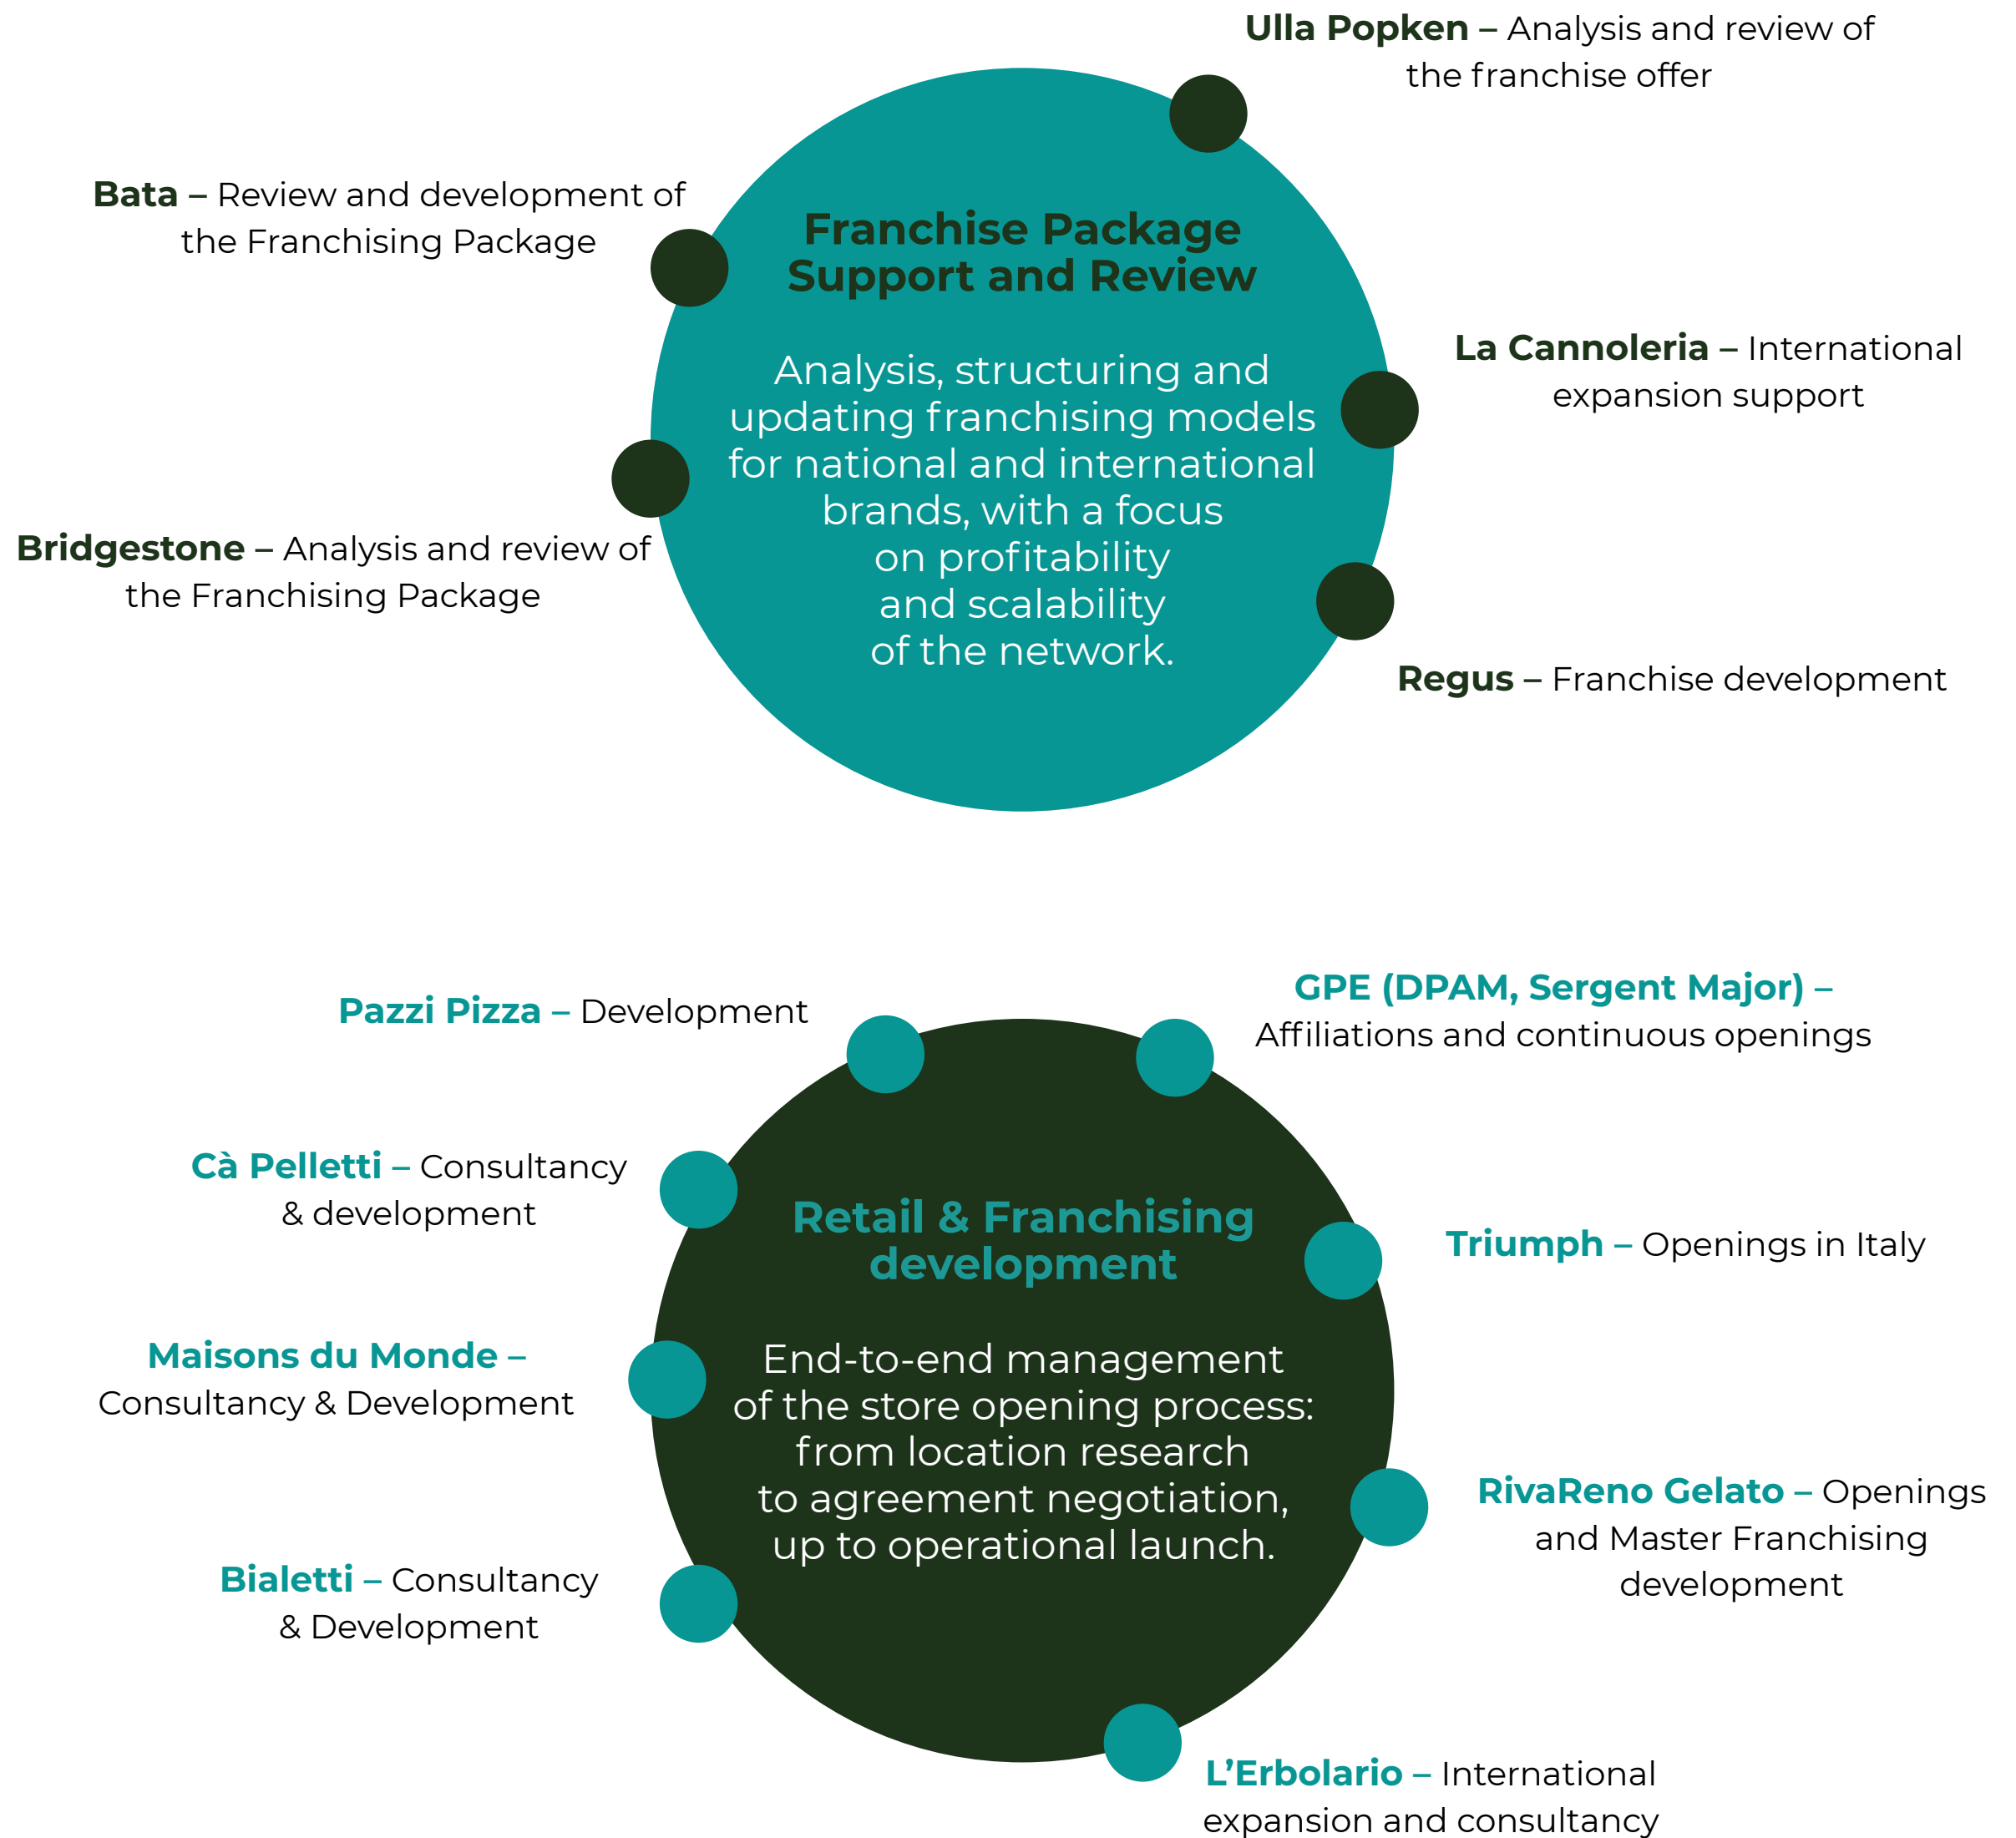 Ulla Popken – Analysis and review of
the franchise offer
Bata – Review and development of
the Franchising Package
Franchise Package
Support and Review
Analysis, structuring and
updating franchising models
for national and international
brands, with a focus
on profitability
and scalability
of the network.
La Cannoleria – International
expansion support
Bridgestone – Analysis and review of
the Franchising Package
Regus – Franchise development
Pazzi Pizza – Development
GPE (DPAM, Sergent Major) –
Affiliations and continuous openings
Cà Pelletti – Consultancy
& development
Retail & Franchising
development
End-to-end management
of the store opening process:
from location research
to agreement negotiation,
up to operational launch.
Triumph – Openings in Italy
Maisons du Monde –
Consultancy & Development
RivaReno Gelato – Openings
and Master Franchising
development
Bialetti – Consultancy
& Development
L’Erbolario – International
expansion and consultancy